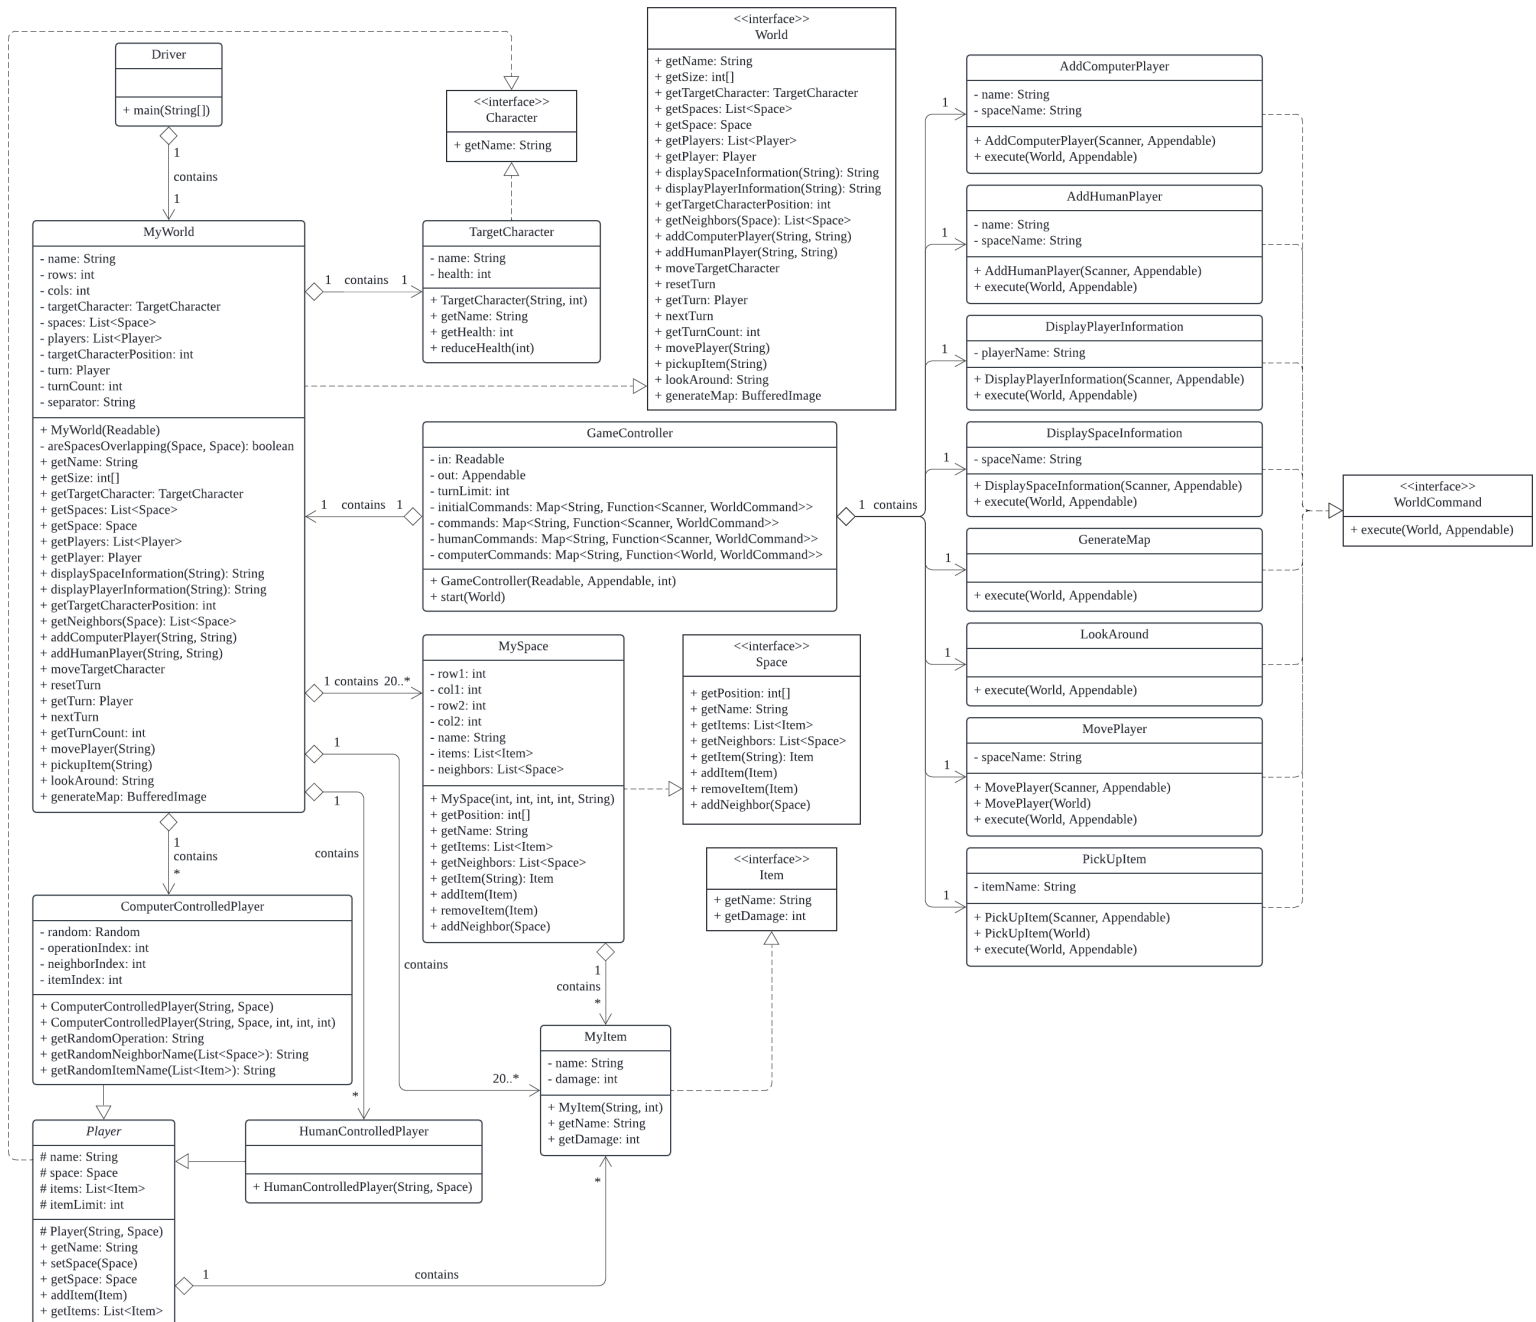 Driver
+ main(String[])
1
contains
1
MyWorld
- name: String
- rows: int
- cols: int
- targetCharacter: TargetCharacter
- spaces: List<Space>
- players: List<Player>
- targetCharacterPosition: int
- turn: Player
- turnCount: int
- separator: String
+ MyWorld(Readable)
- areSpacesOverlapping(Space, Space): boolean
+ getName: String
+ getSize: int[]
+ getTargetCharacter: TargetCharacter
+ getSpaces: List<Space>
+ getSpace: Space
+ getPlayers: List<Player>
+ getPlayer: Player
+ displaySpaceInformation(String): String
+ displayPlayerInformation(String): String
+ getTargetCharacterPosition: int
+ getNeighbors(Space): List<Space>
+ addComputerPlayer(String, String)
+ addHumanPlayer(String, String)
+ moveTargetCharacter
+ resetTurn
+ getTurn: Player
+ nextTurn
+ getTurnCount: int
+ movePlayer(String)
+ pickupItem(String)
+ lookAround: String
+ generateMap: BufferedImage
1
contains
*
ComputerControlledPlayer
- random: Random
- operationIndex: int
- neighborIndex: int
- itemIndex: int
+ ComputerControlledPlayer(String, Space)
+ ComputerControlledPlayer(String, Space, int, int, int)
+ getRandomOperation: String
+ getRandomNeighborName(List<Space>): String
+ getRandomItemName(List<Item>): String
Player
# name: String
# space: Space
# items: List<Item>
# itemLimit: int
# Player(String, Space)
+ getName: String
+ setSpace(Space)
+ getSpace: Space
+ addItem(Item)
+ getItems: List<Item>
1
contains
*
HumanControlledPlayer
+ HumanControlledPlayer(String, Space)
1
contains
*
1
contains
20..*
<<interface>>
Character
+ getName: String
TargetCharacter
- name: String
- health: int
+ TargetCharacter(String, int)
+ getName: String
+ getHealth: int
+ reduceHealth(int)
1 contains 1
<<interface>>
World
+ getName: String
+ getSize: int[]
+ getTargetCharacter: TargetCharacter
+ getSpaces: List<Space>
+ getSpace: Space
+ getPlayers: List<Player>
+ getPlayer: Player
+ displaySpaceInformation(String): String
+ displayPlayerInformation(String): String
+ getTargetCharacterPosition: int
+ getNeighbors(Space): List<Space>
+ addComputerPlayer(String, String)
+ addHumanPlayer(String, String)
+ moveTargetCharacter
+ resetTurn
+ getTurn: Player
+ nextTurn
+ getTurnCount: int
+ movePlayer(String)
+ pickupItem(String)
+ lookAround: String
+ generateMap: BufferedImage
GameController
- in: Readable
- out: Appendable
- turnLimit: int
- initialCommands: Map<String, Function<Scanner, WorldCommand>>
- commands: Map<String, Function<Scanner, WorldCommand>>
- humanCommands: Map<String, Function<Scanner, WorldCommand>>
- computerCommands: Map<String, Function<World, WorldCommand>>
+ GameController(Readable, Appendable, int)
+ start(World)
1 contains 1
1 contains
MySpace
- row1: int
- col1: int
- row2: int
- col2: int
- name: String
- items: List<Item>
- neighbors: List<Space>
+ MySpace(int, int, int, int, String)
+ getPosition: int[]
+ getName: String
+ getItems: List<Item>
+ getNeighbors: List<Space>
+ getItem(String): Item
+ addItem(Item)
+ removeItem(Item)
+ addNeighbor(Space)
1 contains 20..*
<<interface>>
Space
+ getPosition: int[]
+ getName: String
+ getItems: List<Item>
+ getNeighbors: List<Space>
+ getItem(String): Item
+ addItem(Item)
+ removeItem(Item)
+ addNeighbor(Space)
<<interface>>
Item
+ getName: String
+ getDamage: int
1
contains
*
MyItem
- name: String
- damage: int
+ MyItem(String, int)
+ getName: String
+ getDamage: int
1
AddComputerPlayer
- name: String
- spaceName: String
+ AddComputerPlayer(Scanner, Appendable)
+ execute(World, Appendable)
1
AddHumanPlayer
- name: String
- spaceName: String
+ AddHumanPlayer(Scanner, Appendable)
+ execute(World, Appendable)
1
DisplayPlayerInformation
- playerName: String
+ DisplayPlayerInformation(Scanner, Appendable)
+ execute(World, Appendable)
1
DisplaySpaceInformation
- spaceName: String
+ DisplaySpaceInformation(Scanner, Appendable)
+ execute(World, Appendable)
1
GenerateMap
+ execute(World, Appendable)
1
LookAround
+ execute(World, Appendable)
1
MovePlayer
- spaceName: String
+ MovePlayer(Scanner, Appendable)
+ MovePlayer(World)
+ execute(World, Appendable)
1
PickUpItem
- itemName: String
+ PickUpItem(Scanner, Appendable)
+ PickUpItem(World)
+ execute(World, Appendable)
<<interface>>
WorldCommand
+ execute(World, Appendable)